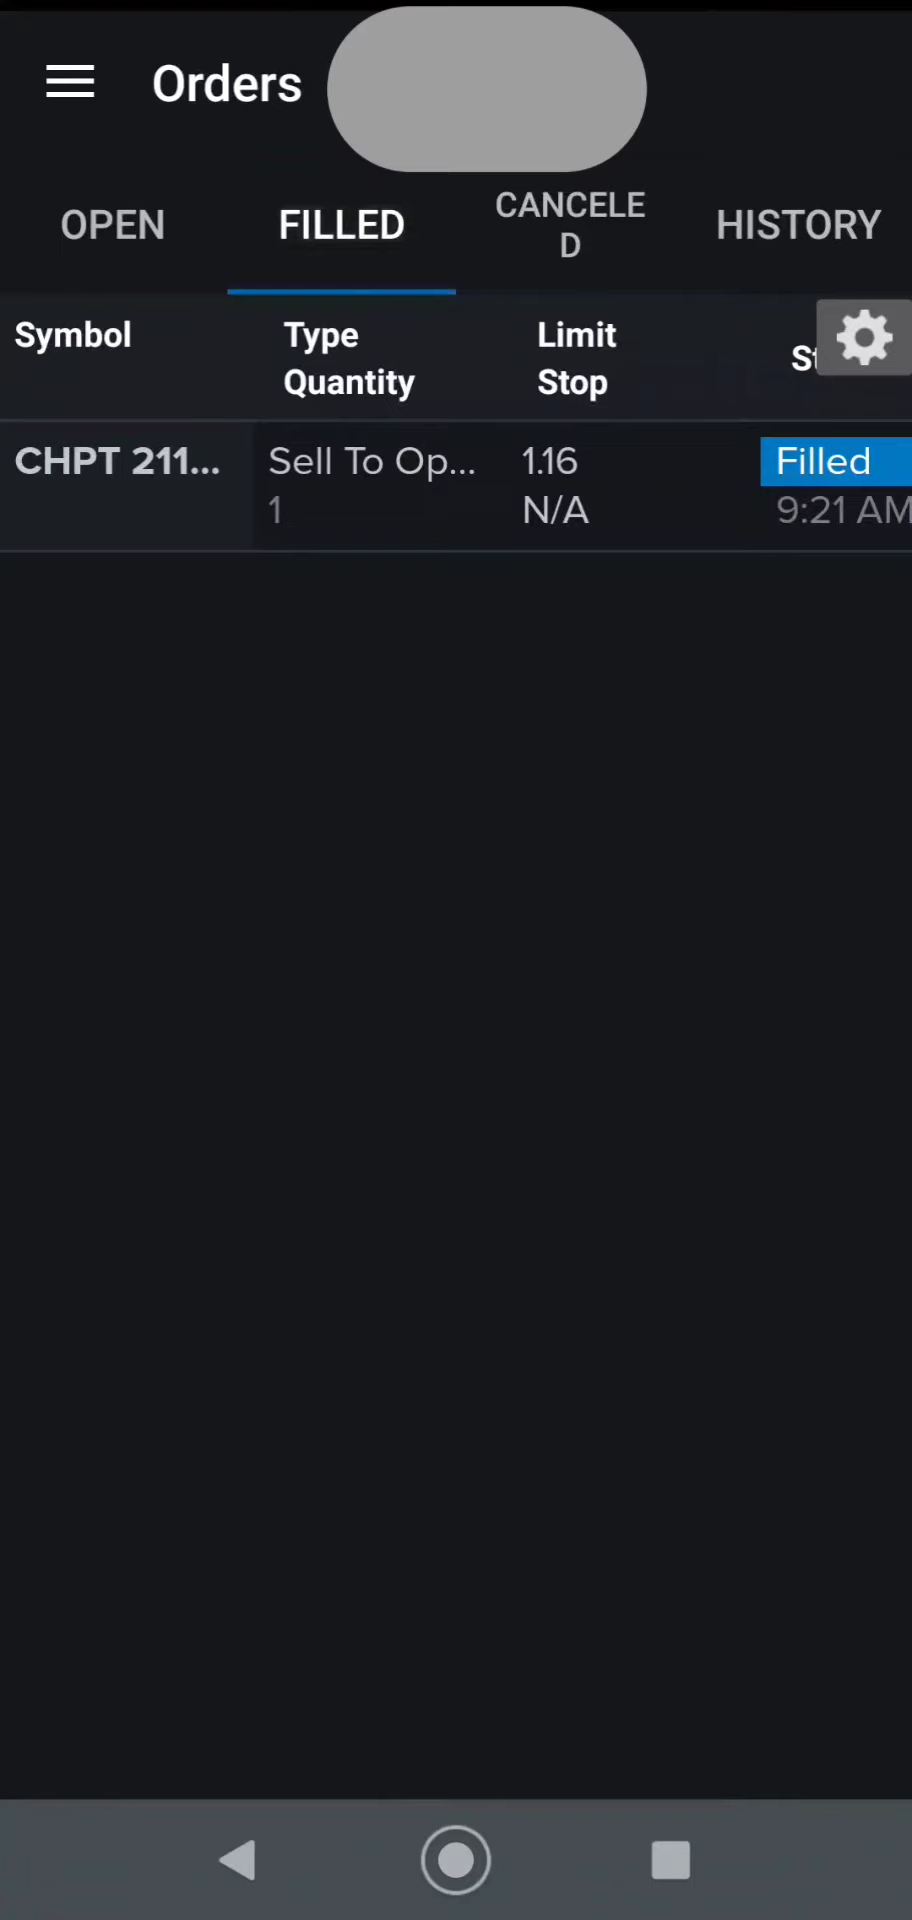 Orders
OPEN
FILLED
CANCELE
D
HISTORY
Symbol
Type
Quantity
Limit
Stop
St
CHPT 211...
Sell To Op...
1
1.16
N/A
Filled
9:21 AM